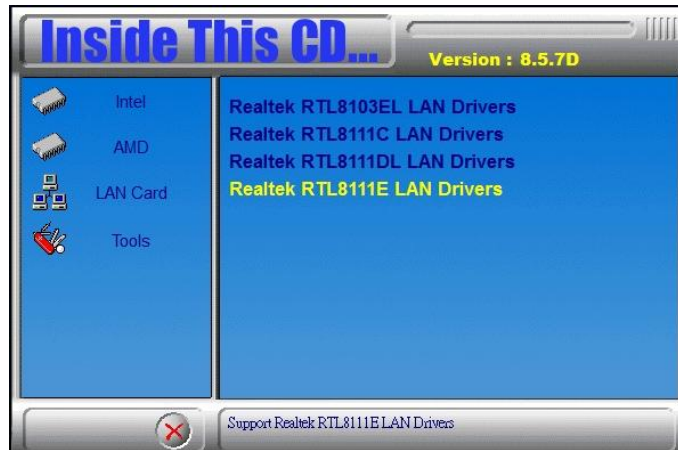 Inside This CD...
Version : 8.5.7D
Intel
AMD
LAN Card
Tools
Realtek RTL8103EL LAN Drivers
Realtek RTL8111C LAN Drivers
Realtek RTL8111DL LAN Drivers
Realtek RTL8111E LAN Drivers
Support Realtek RTL8111E LAN Drivers